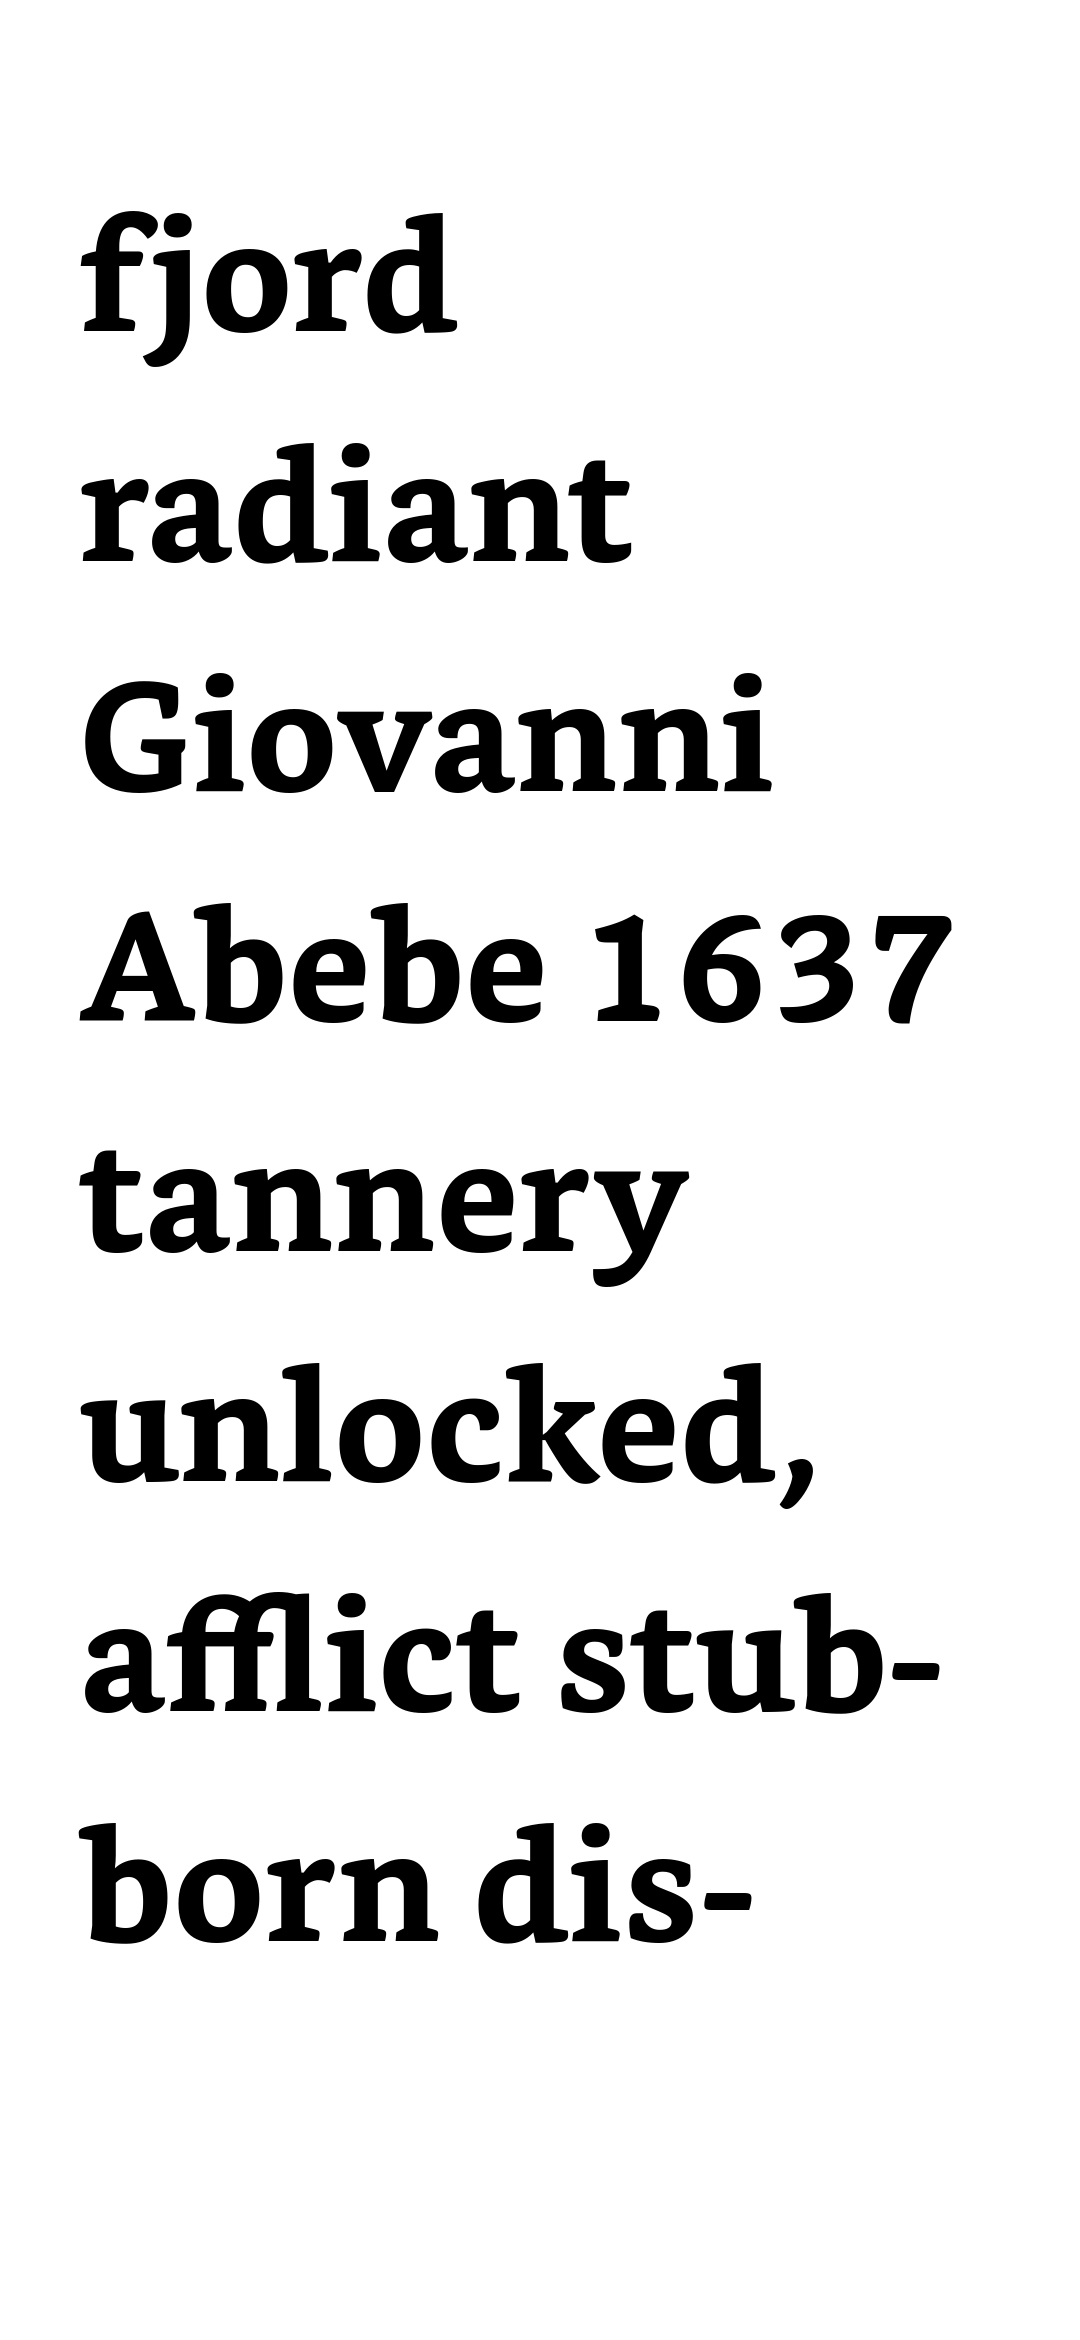 fjord
radiant
Giovanni
Abebe 1637
tannery
unlocked,
afflict stub-
born dis-